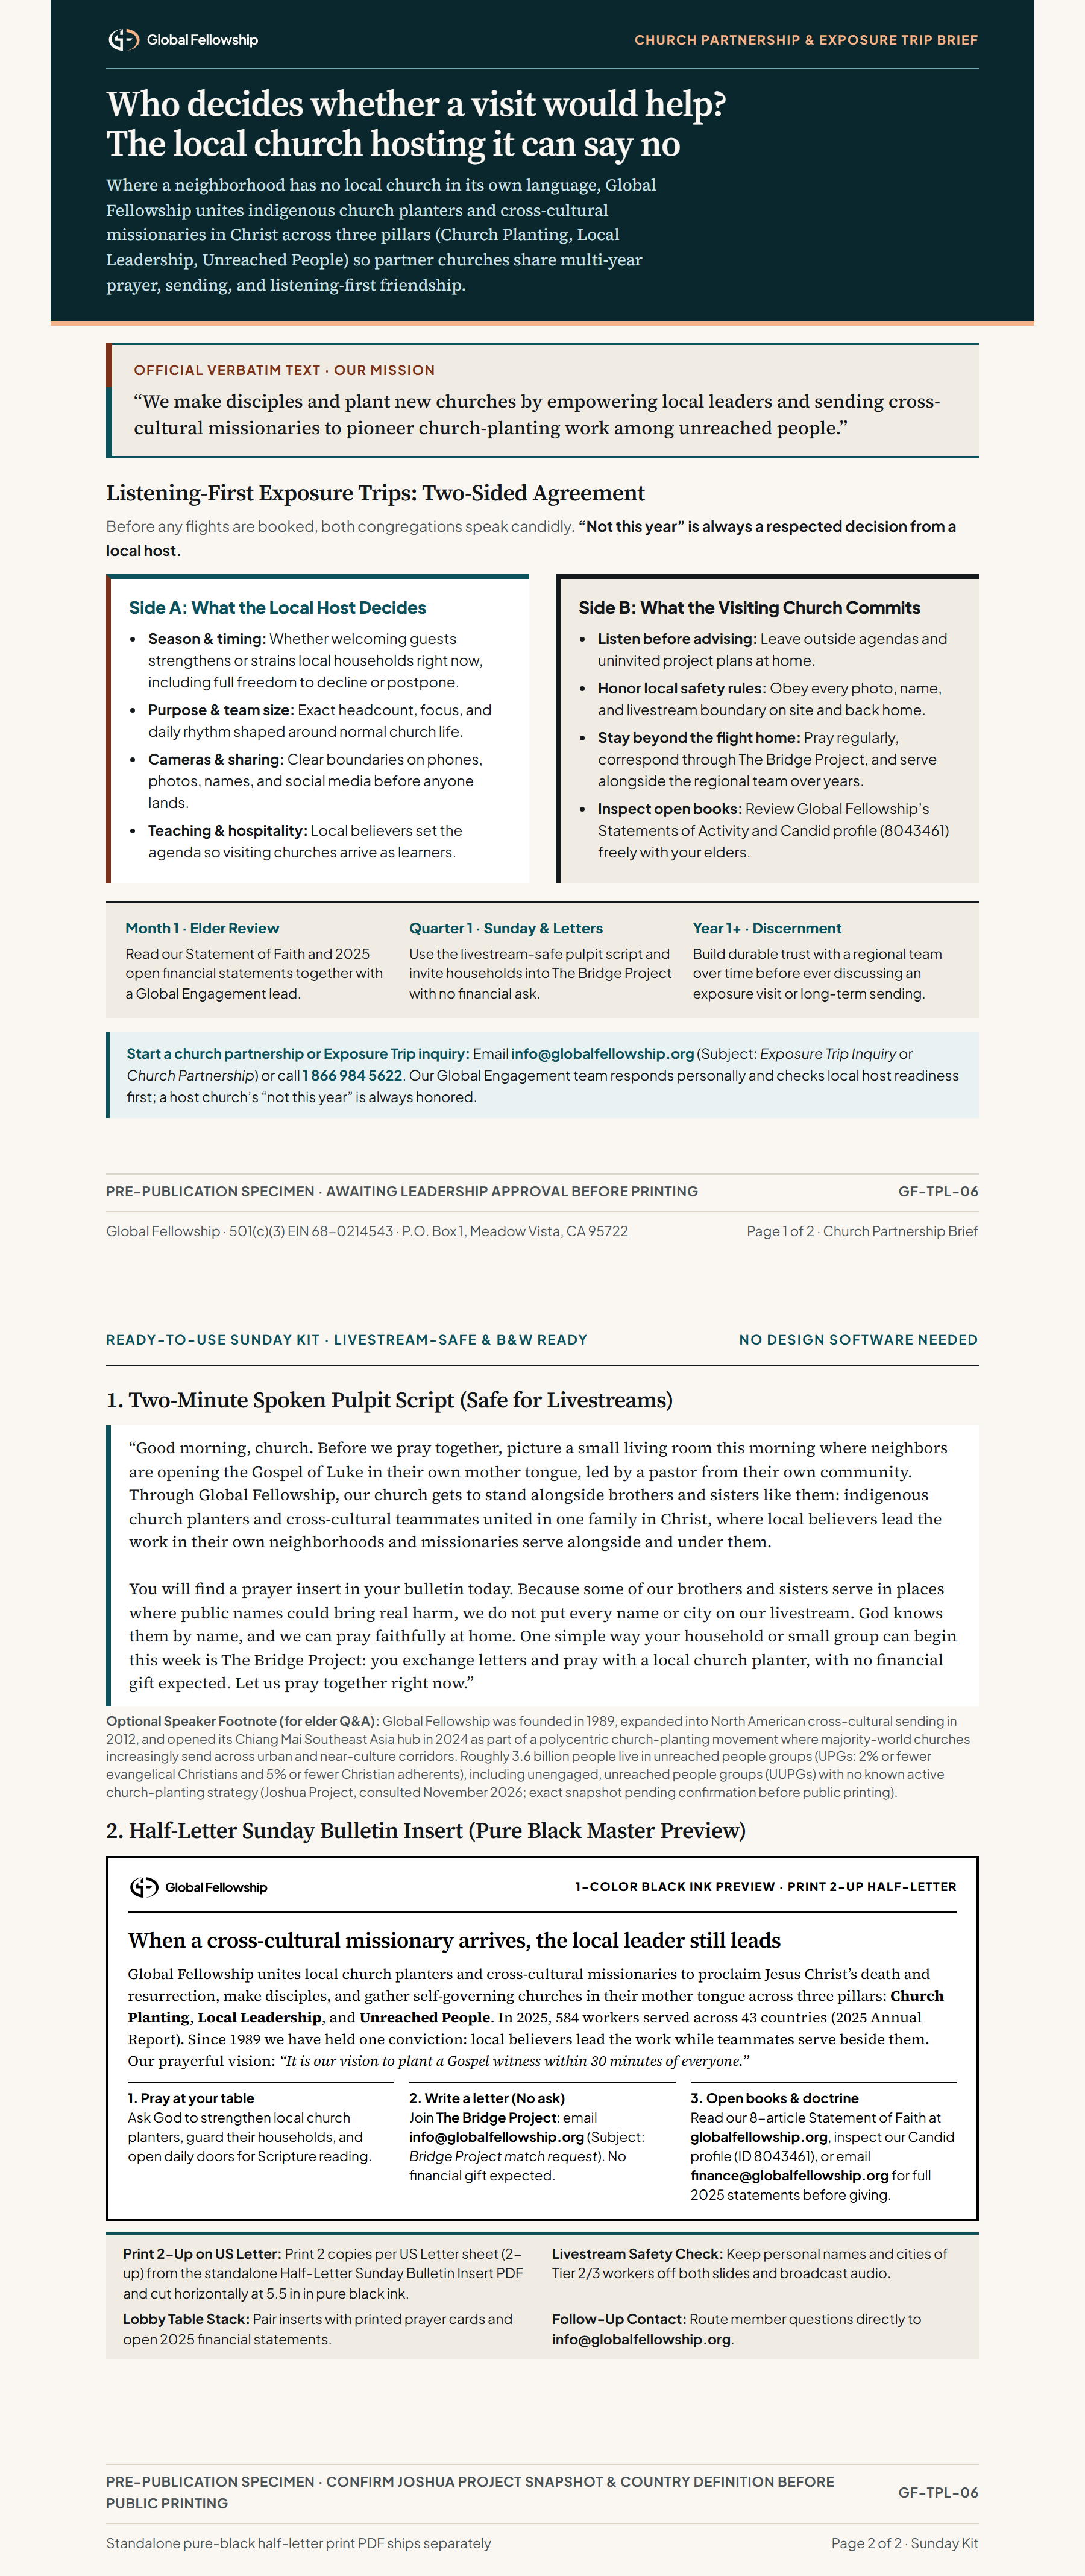 Global Fellowship
CHURCH PARTNERSHIP & EXPOSURE TRIP BRIEF
Who decides whether a visit would help?
The local church hosting it can say no
Where a neighborhood has no local church in its own language, Global
Fellowship unites indigenous church planters and cross-cultural
missionaries in Christ across three pillars (Church Planting, Local
Leadership, Unreached People) so partner churches share multi-year
prayer, sending, and listening-first friendship.
OFFICIAL VERBATIM TEXT · OUR MISSION
“We make disciples and plant new churches by empowering local leaders and sending cross-
cultural missionaries to pioneer church-planting work among unreached people.”
Listening-First Exposure Trips: Two-Sided Agreement
Before any flights are booked, both congregations speak candidly. “Not this year” is always a respected decision from a
local host.
Side A: What the Local Host Decides
• Season & timing: Whether welcoming guests
strengthens or strains local households right now,
including full freedom to decline or postpone.
• Purpose & team size: Exact headcount, focus, and
daily rhythm shaped around normal church life.
• Cameras & sharing: Clear boundaries on phones,
photos, names, and social media before anyone
lands.
• Teaching & hospitality: Local believers set the
agenda so visiting churches arrive as learners.
Side B: What the Visiting Church Commits
• Listen before advising: Leave outside agendas and
uninvited project plans at home.
• Honor local safety rules: Obey every photo, name,
and livestream boundary on site and back home.
• Stay beyond the flight home: Pray regularly,
correspond through The Bridge Project, and serve
alongside the regional team over years.
• Inspect open books: Review Global Fellowship’s
Statements of Activity and Candid profile (8043461)
freely with your elders.
Month 1 · Elder Review
Read our Statement of Faith and 2025
open financial statements together with
a Global Engagement lead.
Quarter 1 · Sunday & Letters
Use the livestream-safe pulpit script and
invite households into The Bridge Project
with no financial ask.
Year 1+ · Discernment
Build durable trust with a regional team
over time before ever discussing an
exposure visit or long-term sending.
Start a church partnership or Exposure Trip inquiry: Email info@globalfellowship.org (Subject: Exposure Trip Inquiry or
Church Partnership) or call 1 866 984 5622. Our Global Engagement team responds personally and checks local host readiness
first; a host church’s “not this year” is always honored.
PRE-PUBLICATION SPECIMEN · AWAITING LEADERSHIP APPROVAL BEFORE PRINTING
GF-TPL-06
Global Fellowship · 501(c)(3) EIN 68-0214543 · P.O. Box 1, Meadow Vista, CA 95722
Page 1 of 2 · Church Partnership Brief
READY-TO-USE SUNDAY KIT · LIVESTREAM-SAFE & B&W READY
NO DESIGN SOFTWARE NEEDED
1. Two-Minute Spoken Pulpit Script (Safe for Livestreams)
“Good morning, church. Before we pray together, picture a small living room this morning where neighbors
are opening the Gospel of Luke in their own mother tongue, led by a pastor from their own community.
Through Global Fellowship, our church gets to stand alongside brothers and sisters like them: indigenous
church planters and cross-cultural teammates united in one family in Christ, where local believers lead the
work in their own neighborhoods and missionaries serve alongside and under them.
You will find a prayer insert in your bulletin today. Because some of our brothers and sisters serve in places
where public names could bring real harm, we do not put every name or city on our livestream. God knows
them by name, and we can pray faithfully at home. One simple way your household or small group can begin
this week is The Bridge Project: you exchange letters and pray with a local church planter, with no financial
gift expected. Let us pray together right now.”
Optional Speaker Footnote (for elder Q&A): Global Fellowship was founded in 1989, expanded into North American cross-cultural sending in
2012, and opened its Chiang Mai Southeast Asia hub in 2024 as part of a polycentric church-planting movement where majority-world churches
increasingly send across urban and near-culture corridors. Roughly 3.6 billion people live in unreached people groups (UPGs: 2% or fewer
evangelical Christians and 5% or fewer Christian adherents), including unengaged, unreached people groups (UUPGs) with no known active
church-planting strategy (Joshua Project, consulted November 2026; exact snapshot pending confirmation before public printing).
2. Half-Letter Sunday Bulletin Insert (Pure Black Master Preview)
Global Fellowship
1-COLOR BLACK INK PREVIEW · PRINT 2-UP HALF-LETTER
When a cross-cultural missionary arrives, the local leader still leads
Global Fellowship unites local church planters and cross-cultural missionaries to proclaim Jesus Christ’s death and
resurrection, make disciples, and gather self-governing churches in their mother tongue across three pillars: Church
Planting, Local Leadership, and Unreached People. In 2025, 584 workers served across 43 countries (2025 Annual
Report). Since 1989 we have held one conviction: local believers lead the work while teammates serve beside them.
Our prayerful vision: “It is our vision to plant a Gospel witness within 30 minutes of everyone.”
1. Pray at your table
Ask God to strengthen local church
planters, guard their households, and
open daily doors for Scripture reading.
2. Write a letter (No ask)
Join The Bridge Project: email
info@globalfellowship.org (Subject:
Bridge Project match request). No
financial gift expected.
3. Open books & doctrine
Read our 8-article Statement of Faith at
globalfellowship.org, inspect our Candid
profile (ID 8043461), or email
finance@globalfellowship.org for full
2025 statements before giving.
Print 2-Up on US Letter: Print 2 copies per US Letter sheet (2-
up) from the standalone Half-Letter Sunday Bulletin Insert PDF
and cut horizontally at 5.5 in in pure black ink.
Livestream Safety Check: Keep personal names and cities of
Tier 2/3 workers off both slides and broadcast audio.
Lobby Table Stack: Pair inserts with printed prayer cards and
open 2025 financial statements.
Follow-Up Contact: Route member questions directly to
info@globalfellowship.org.
PRE-PUBLICATION SPECIMEN · CONFIRM JOSHUA PROJECT SNAPSHOT & COUNTRY DEFINITION BEFORE
PUBLIC PRINTING
GF-TPL-06
Standalone pure-black half-letter print PDF ships separately
Page 2 of 2 · Sunday Kit